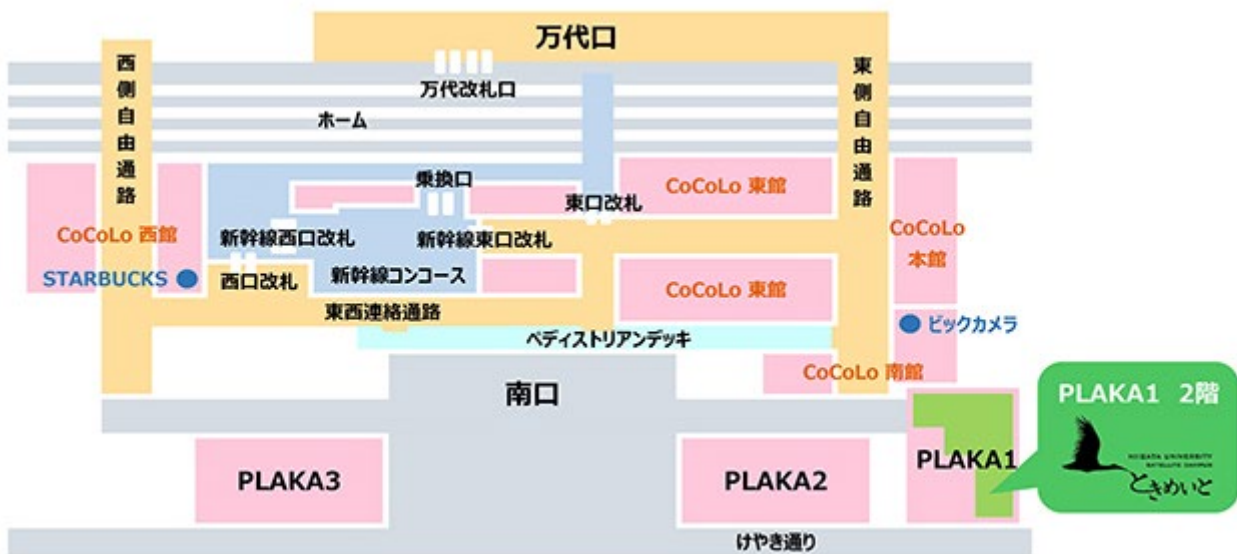 万代口
西側自由通路
東側自由通路
万代改札口
ホーム
乗換口
CoCoLo 東館
東口改札
CoCoLo 西館
新幹線西口改札
新幹線東口改札
CoCoLo
本館
STARBUCKS
西口改札
新幹線コンコース
CoCoLo 東館
東西連絡通路
ペディストリアンデッキ
ビックカメラ
CoCoLo 南館
南口
PLAKA1 2階
NIIGATA UNIVERSITY
SATELLITE CAMPUS
ときめいと
PLAKA1
PLAKA3
PLAKA2
けやき通り